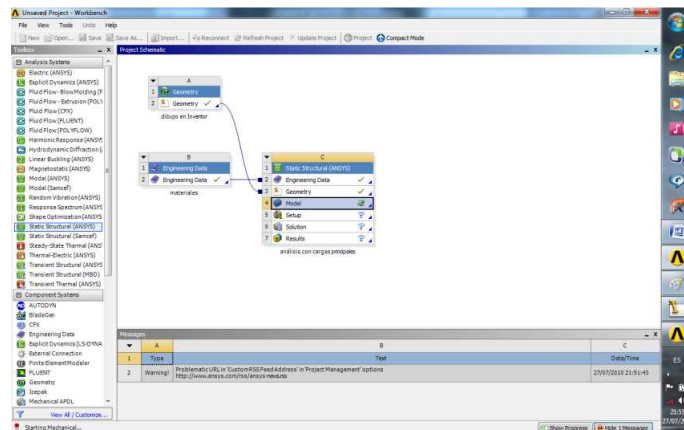 Unsaved Project - Workbench
File View Tools Units Help
New Open... Save Save As... Import... Reconnect Refresh Project Update Project Project Compact Mode
Toolbox
Project Schematic
Analysis Systems
Electric (ANSYS)
Explicit Dynamics (ANSYS)
Fluid Flow- BlowMolding (P
Fluid Flow - Extrusion (POLY
Fluid Flow (CFX)
Fluid Flow (FLUENT)
Fluid Flow (POLYFLOW)
Harmonic Response (ANSYS
Hydrodynamic Diffraction (
Linear Buckling (ANSYS)
Magnetostatic (ANSYS)
Modal (ANSYS)
Modal (Samcef)
Random Vibration (ANSYS)
Response Spectrum (ANSYS
Shape Optimization (ANSYS
Static Structural (ANSYS)
Static Structural (Samcef)
Steady-State Thermal (ANS
Thermal-Electric (ANSYS)
Transient Structural (ANSYS
Transient Structural (MBD)
Transient Thermal (ANSYS)
Component Systems
AUTODYN
BladeGen
CFX
Engineering Data
Explicit Dynamics (LS-DYNA
External Connection
Finite Element Modeler
FLUENT
Geometry
Icepak
Mechanical APDL
View All / Customize...
Starting Mechanical...
A
1 Geometry
2 Geometry
dibujo en Inventor
B
1 Engineering Data
2 Engineering Data
materiales
C
1 Static Structural (ANSYS)
2 Engineering Data
3 Geometry
4 Model
5 Setup
6 Solution
7 Results
análisis con cargas principales
Messages
A B C
1 Type Text Date/Time
2 Warning! Problematic URL in 'CustomRSSFeedAddress' in 'Project Management' options
http://www.ansys.com/rss/ansys-news.rss
27/07/2010 21:51:43
Show Progress Hide 1 Messages
ES
21:55
27/07/2